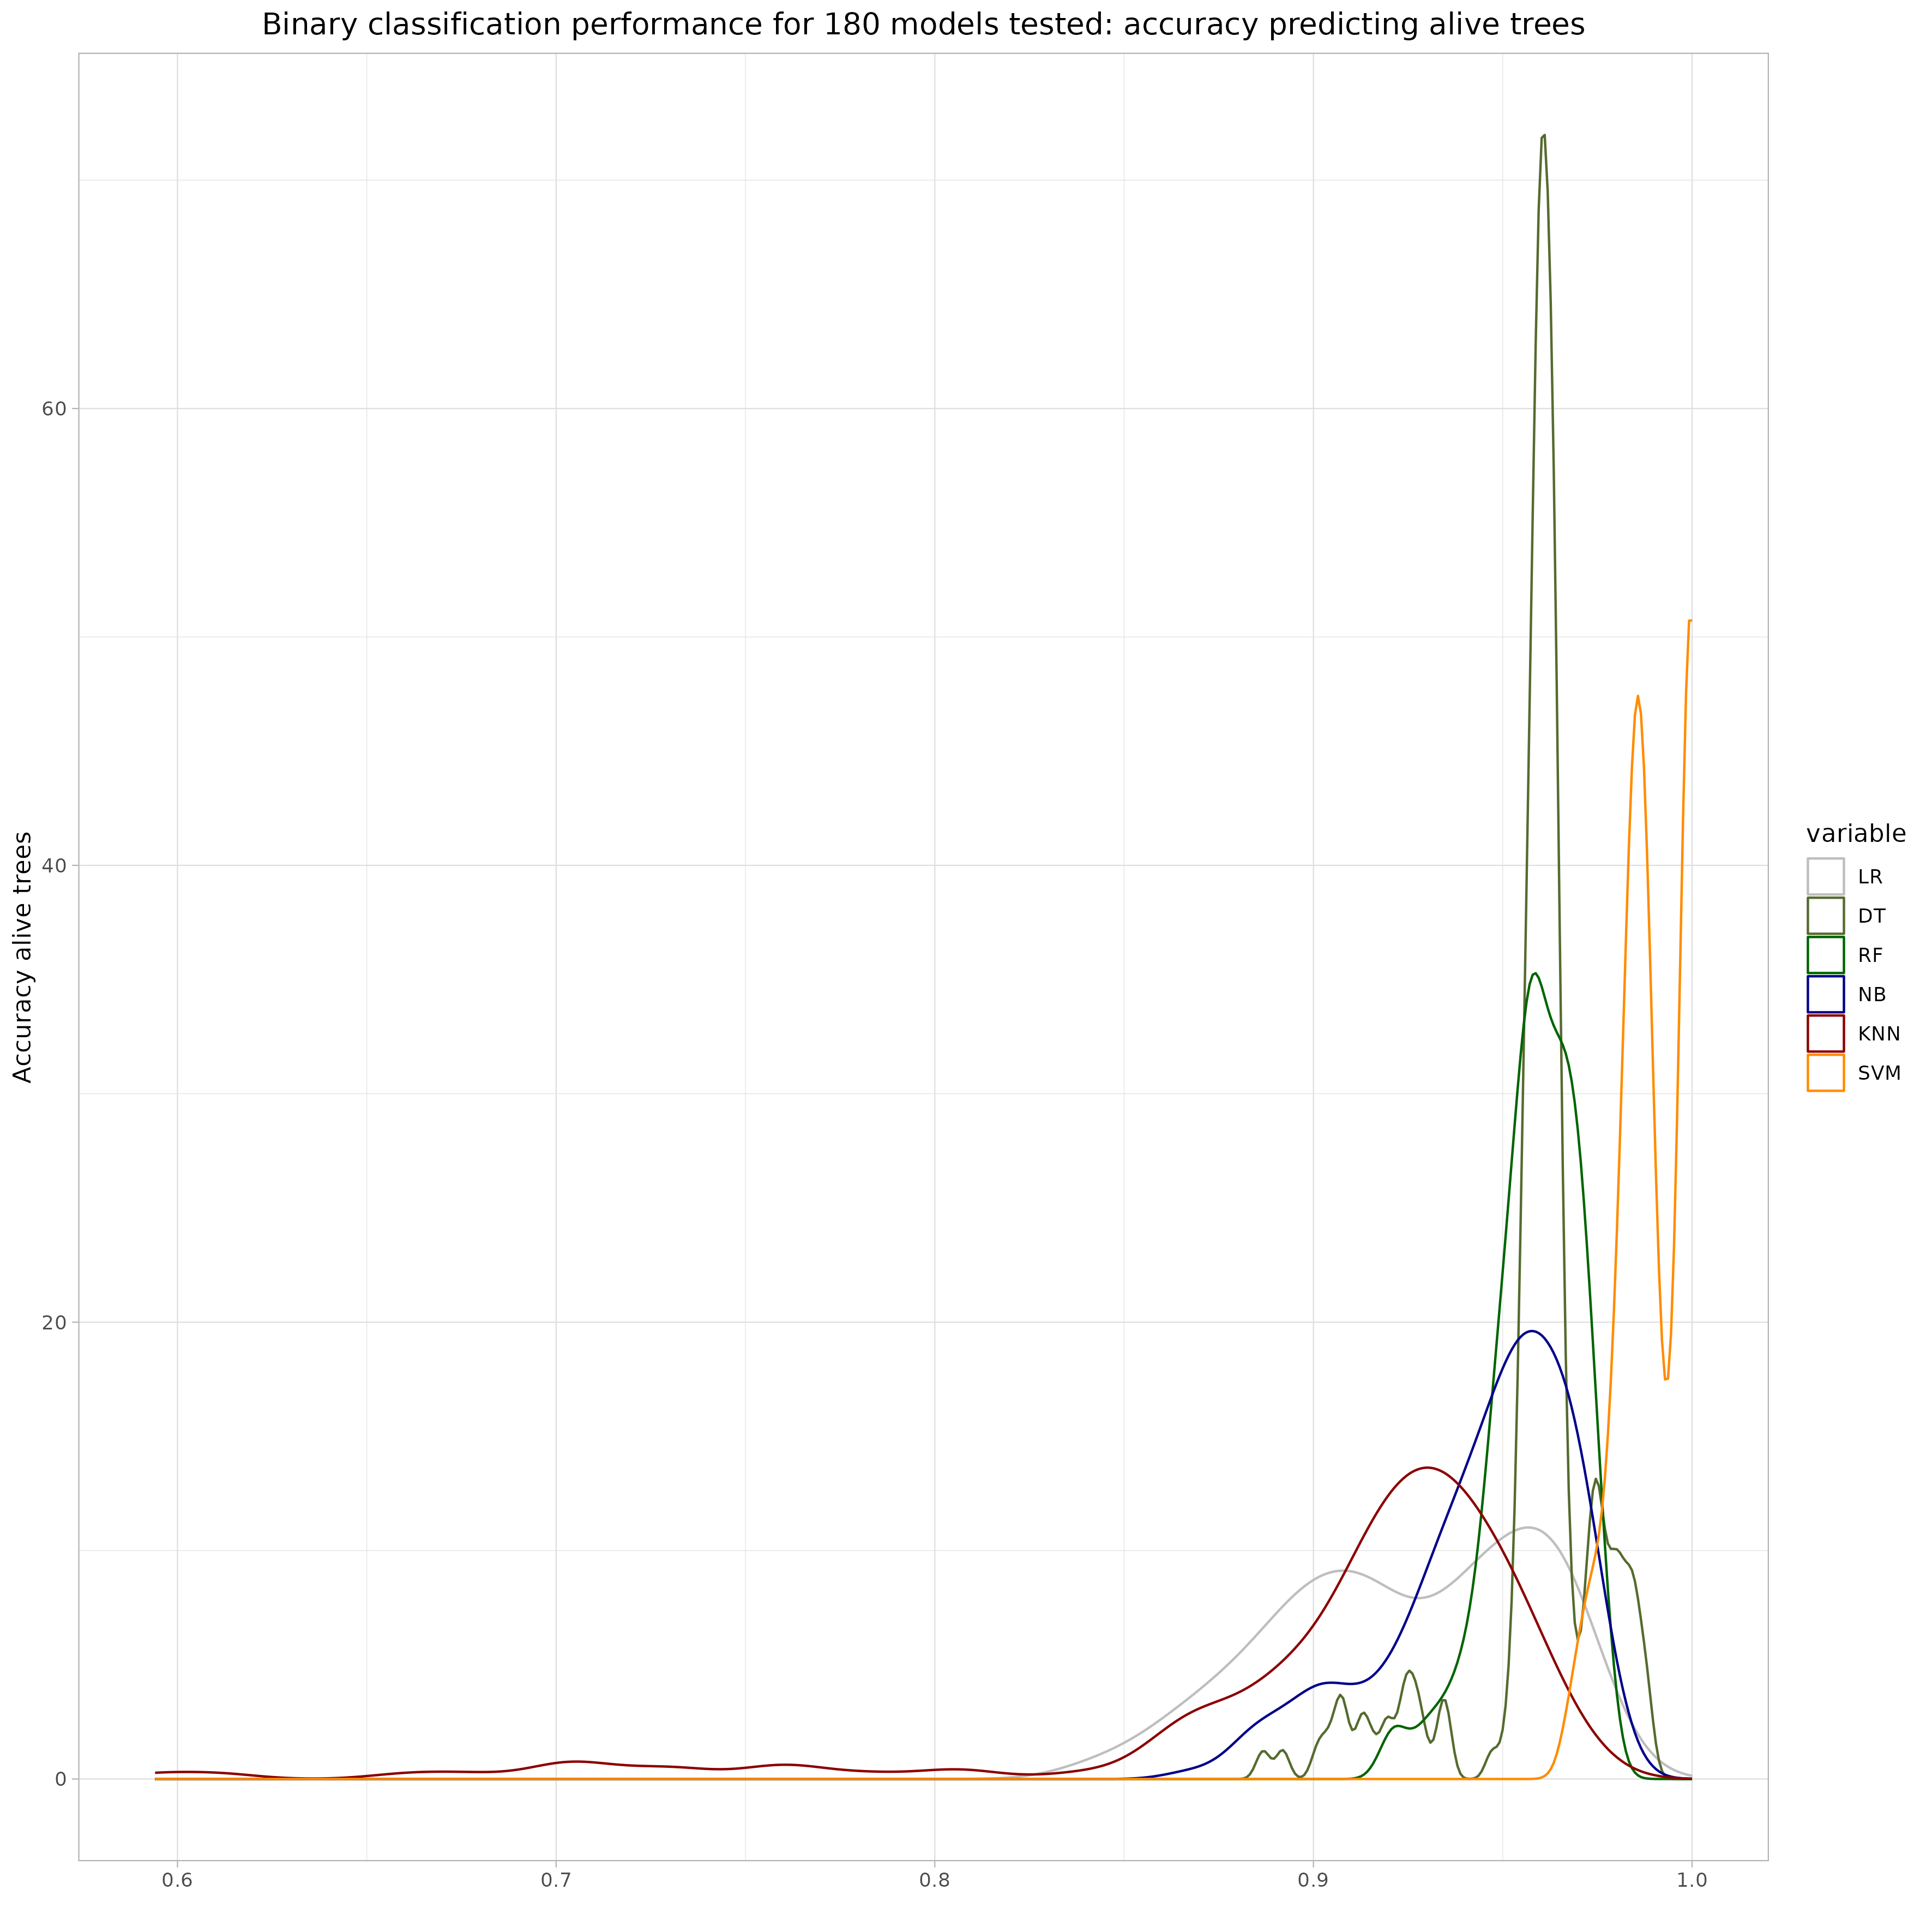 Binary classification performance for 180 models tested: accuracy predicting alive trees
Accuracy alive trees
60
40
20
0
0.6
0.7
0.8
0.9
1.0
variable
LR
DT
RF
NB
KNN
SVM